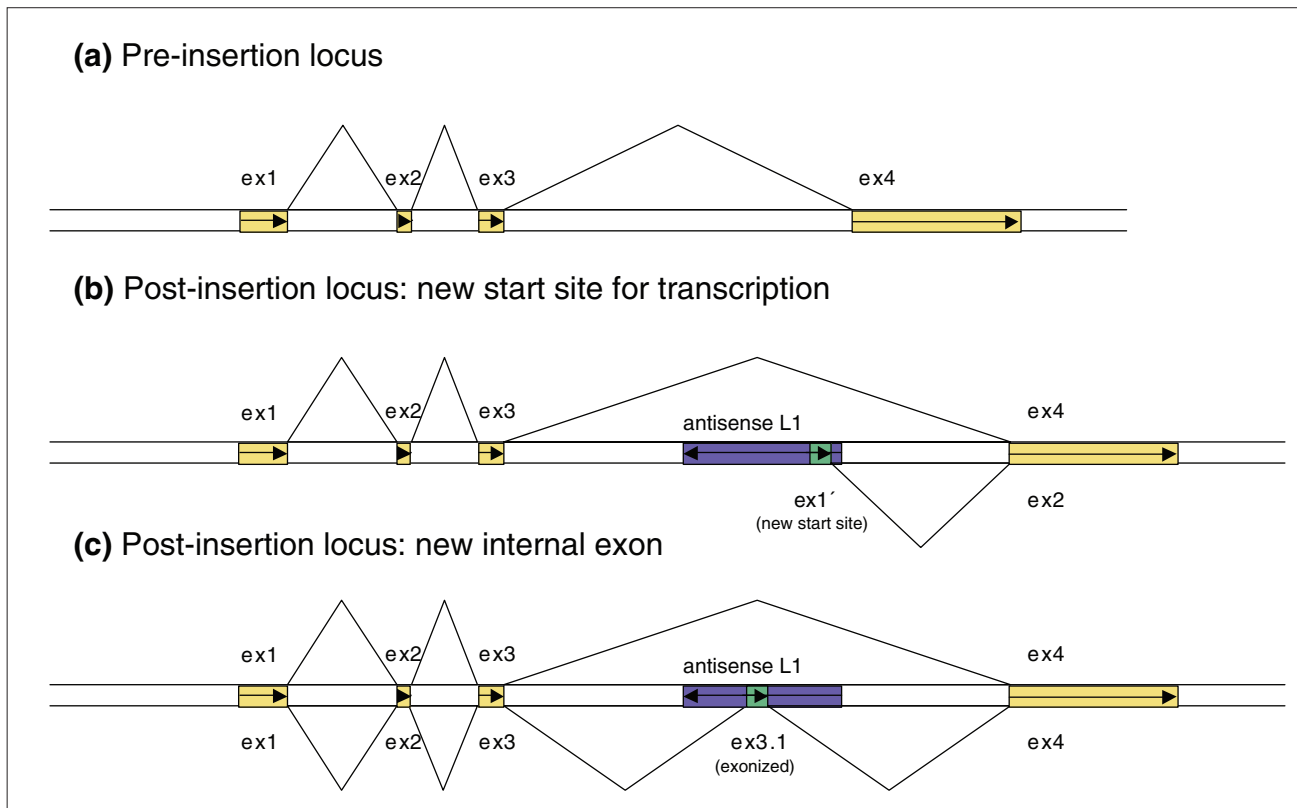 (a) Pre-insertion locus
ex1 ex2 ex3 ex4
(b) Post-insertion locus: new start site for transcription
ex1 ex2 ex3 antisense L1 ex4
ex1´ ex2
(new start site)
(c) Post-insertion locus: new internal exon
ex1 ex2 ex3 antisense L1 ex4
ex1 ex2 ex3 ex3.1 ex4
(exonized)